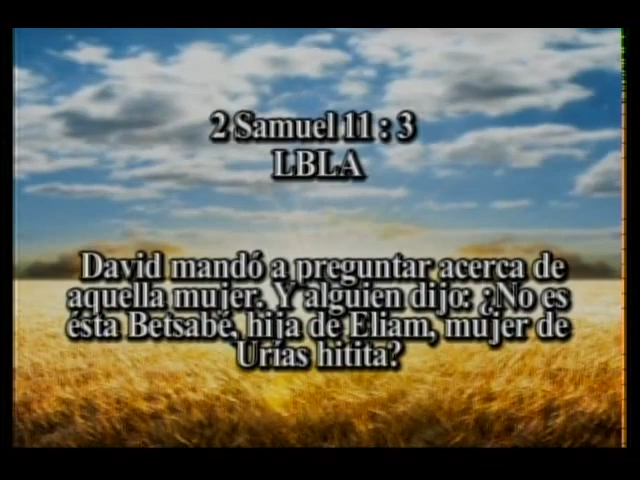 2 Samuel 11 : 3
LBLA
David mandó a preguntar acerca de
aquella mujer. Y alguien dijo: ¿No es
ésta Betsabé, hija de Eliam, mujer de
Urías hitita?